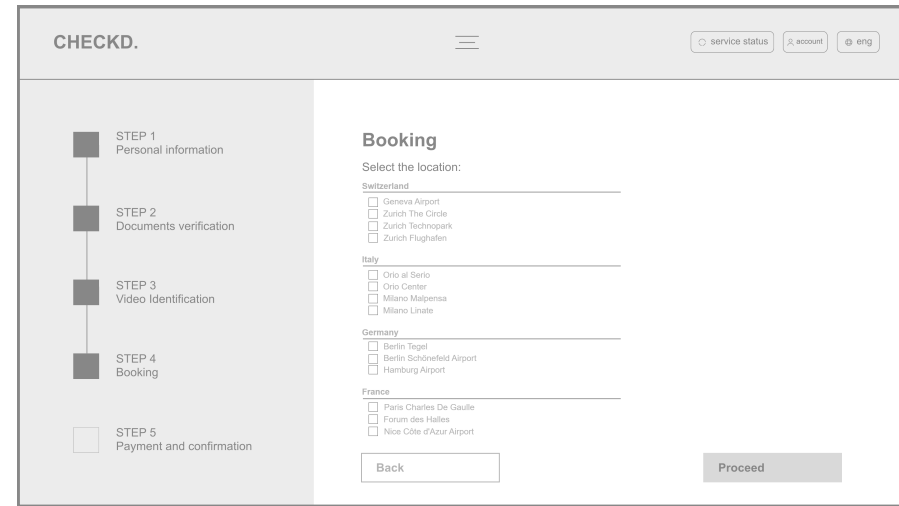 CHECKD.
service status
account
eng
STEP 1
Personal information
STEP 2
Documents verification
STEP 3
Video Identification
STEP 4
Booking
STEP 5
Payment and confirmation
Booking
Select the location:
Switzerland
Geneva Airport
Zurich The Circle
Zurich Technopark
Zurich Flughafen
Italy
Orio al Serio
Orio Center
Milano Malpensa
Milano Linate
Germany
Berlin Tegel
Berlin Schönefeld Airport
Hamburg Airport
France
Paris Charles De Gaulle
Forum des Halles
Nice Côte d'Azur Airport
Back
Proceed